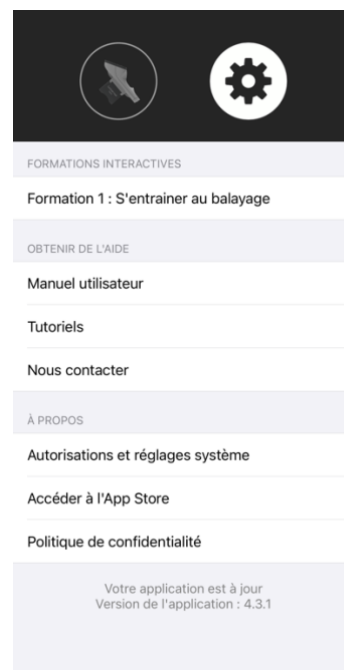 FORMATIONS INTERACTIVES
Formation 1 : S'entrainer au balayage
OBTENIR DE L'AIDE
Manuel utilisateur
Tutoriels
Nous contacter
À PROPOS
Autorisations et réglages système
Accéder à l'App Store
Politique de confidentialité
Votre application est à jour
Version de l'application : 4.3.1